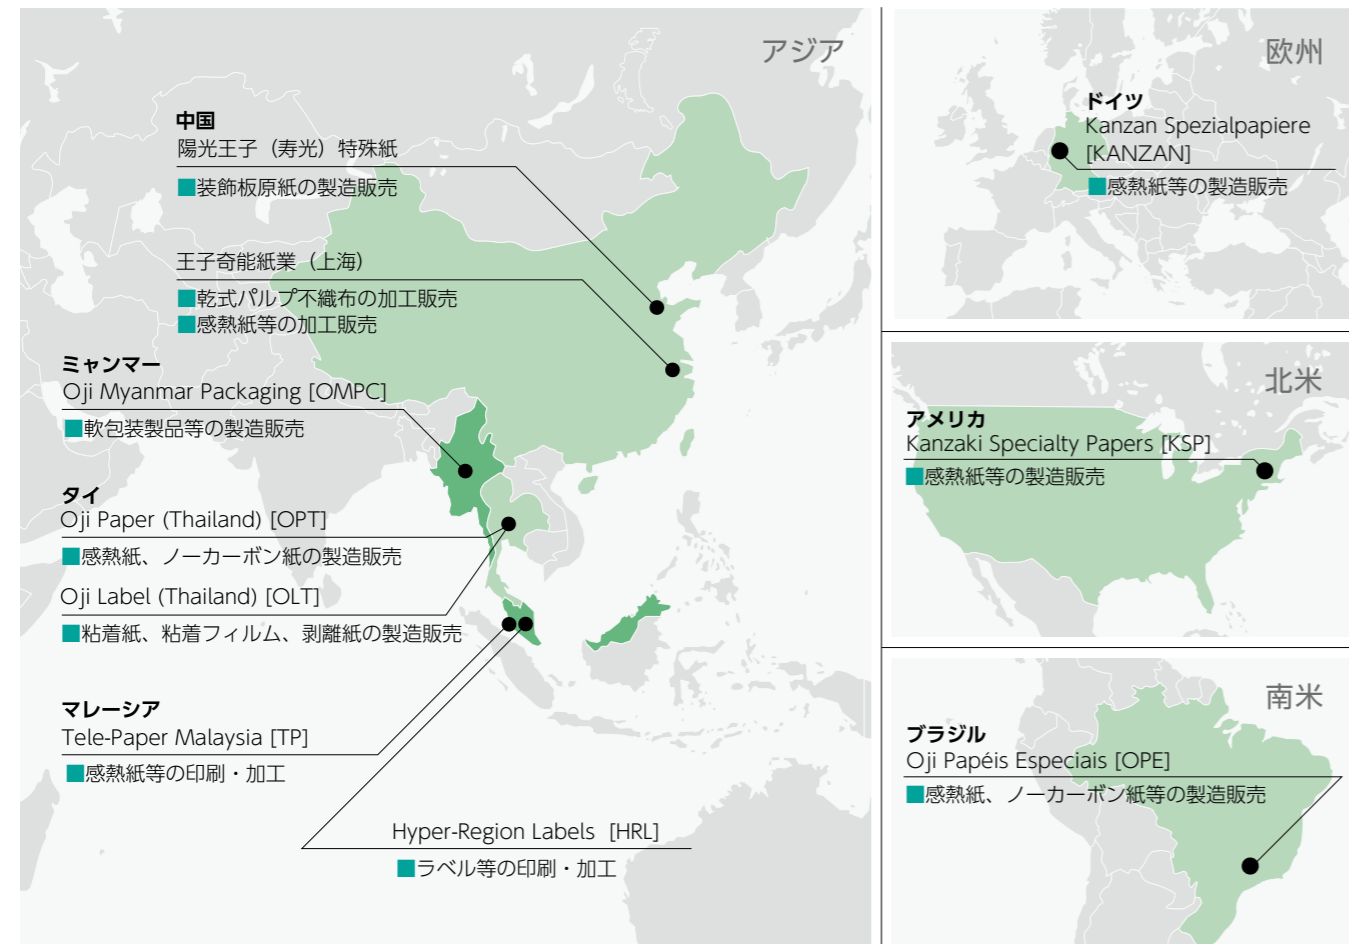 アジア
中国
陽光王子（寿光）特殊紙
■装飾板原紙の製造販売
王子奇能紙業（上海）
■乾式パルプ不織布の加工販売
■感熱紙等の加工販売
ミャンマー
Oji Myanmar Packaging [OMPC]
■軟包装製品等の製造販売
タイ
Oji Paper (Thailand) [OPT]
■感熱紙、ノーカーボン紙の製造販売
Oji Label (Thailand) [OLT]
■粘着紙、粘着フィルム、剥離紙の製造販売
マレーシア
Tele-Paper Malaysia [TP]
■感熱紙等の印刷・加工
Hyper-Region Labels [HRL]
■ラベル等の印刷・加工
欧州
ドイツ
Kanzan Spezialpapiere
[KANZAN]
■感熱紙等の製造販売
北米
アメリカ
Kanzaki Specialty Papers [KSP]
■感熱紙等の製造販売
南米
ブラジル
Oji Papéis Especiais [OPE]
■感熱紙、ノーカーボン紙等の製造販売